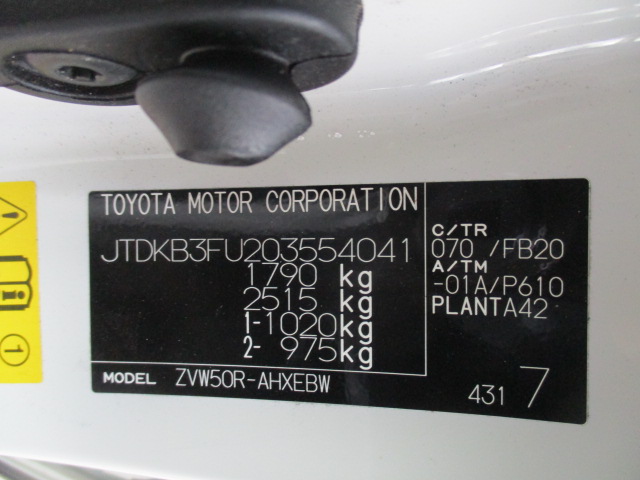 TOYOTA MOTOR CORPORATION
JTDKB3FU203554041
1790 kg
2515 kg
1-1020kg
2- 975kg
MODEL ZVW50R-AHXEBW
C/TR
070 /FB20
A/TM
-01A/P610
PLANTA42
431 7
1